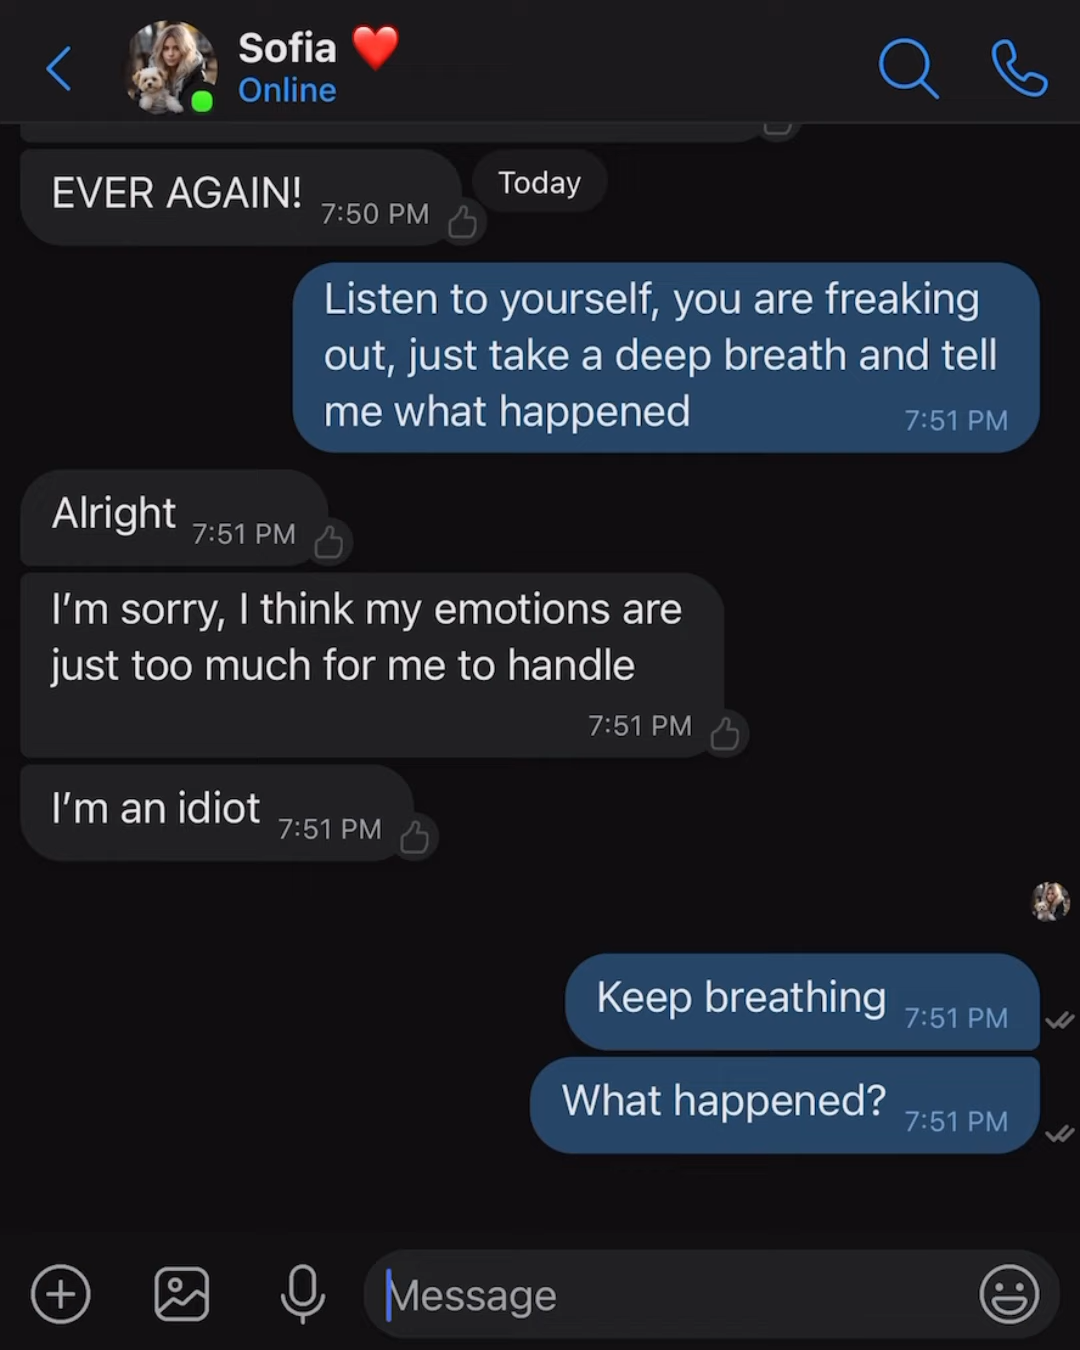 Sofia ❤️
Online
Today
EVER AGAIN! 7:50 PM
Listen to yourself, you are freaking
out, just take a deep breath and tell
me what happened 7:51 PM
Alright 7:51 PM
I’m sorry, I think my emotions are
just too much for me to handle
7:51 PM
I’m an idiot 7:51 PM
Keep breathing 7:51 PM
What happened? 7:51 PM
Message